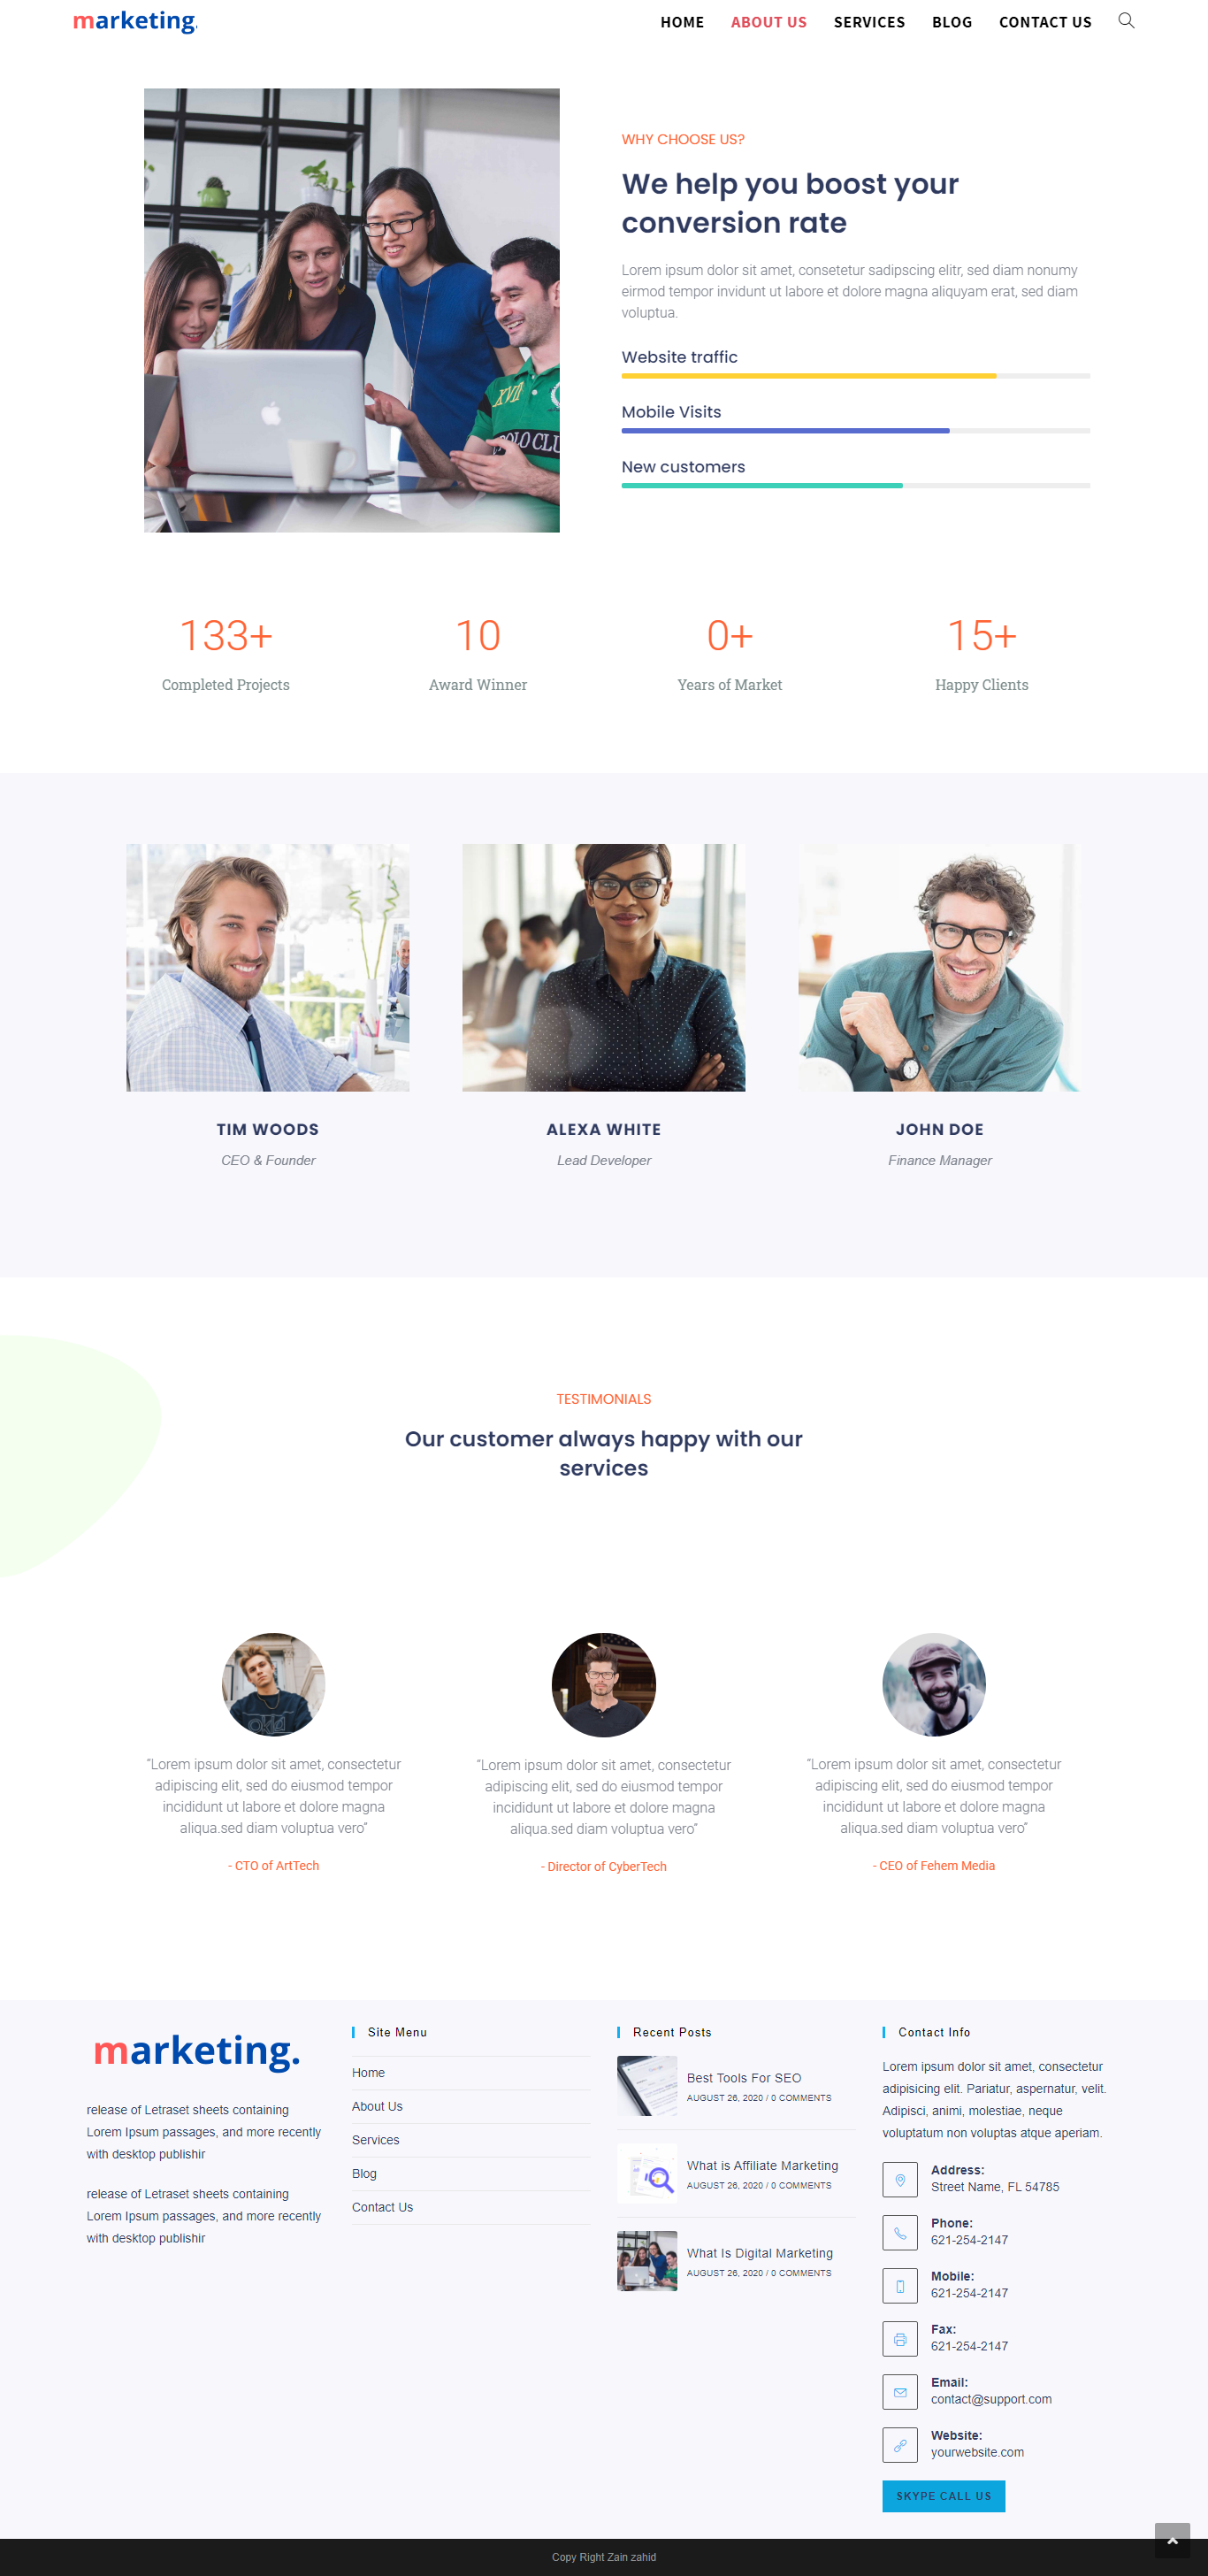 marketing.
HOME ABOUT US SERVICES BLOG CONTACT US
WHY CHOOSE US?
We help you boost your
conversion rate
Lorem ipsum dolor sit amet, consetetur sadipscing elitr, sed diam nonumy
eirmod tempor invidunt ut labore et dolore magna aliquyam erat, sed diam
voluptua.
Website traffic
Mobile Visits
New customers
XVII
POLO CLU
133+
Completed Projects
10
Award Winner
0+
Years of Market
15+
Happy Clients
TIM WOODS
CEO & Founder
ALEXA WHITE
Lead Developer
JOHN DOE
Finance Manager
TESTIMONIALS
Our customer always happy with our
services
“Lorem ipsum dolor sit amet, consectetur
adipiscing elit, sed do eiusmod tempor
incididunt ut labore et dolore magna
aliqua.sed diam voluptua vero”
- CTO of ArtTech
“Lorem ipsum dolor sit amet, consectetur
adipiscing elit, sed do eiusmod tempor
incididunt ut labore et dolore magna
aliqua.sed diam voluptua vero”
- Director of CyberTech
“Lorem ipsum dolor sit amet, consectetur
adipiscing elit, sed do eiusmod tempor
incididunt ut labore et dolore magna
aliqua.sed diam voluptua vero”
- CEO of Fehem Media
marketing.
release of Letraset sheets containing
Lorem Ipsum passages, and more recently
with desktop publishir
release of Letraset sheets containing
Lorem Ipsum passages, and more recently
with desktop publishir
Site Menu
Home
About Us
Services
Blog
Contact Us
Recent Posts
Best Tools For SEO
AUGUST 26, 2020 / 0 COMMENTS
What is Affiliate Marketing
AUGUST 26, 2020 / 0 COMMENTS
What Is Digital Marketing
AUGUST 26, 2020 / 0 COMMENTS
Contact Info
Lorem ipsum dolor sit amet, consectetur
adipisicing elit. Pariatur, aspernatur, velit.
Adipisci, animi, molestiae, neque
voluptatum non voluptas atque aperiam.
Address:
Street Name, FL 54785
Phone:
621-254-2147
Mobile:
621-254-2147
Fax:
621-254-2147
Email:
contact@support.com
Website:
yourwebsite.com
SKYPE CALL US
Copy Right Zain zahid